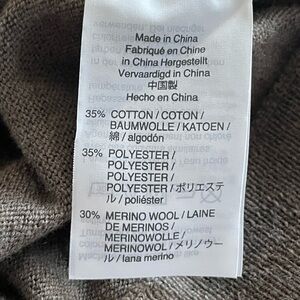 Made in China
Fabriqué en Chine
in China Hergestellt
Vervaardigd in China
中国製
Hecho en China
35% COTTON / COTON /
BAUMWOLLE / KATOEN /
綿 / algodón
35% POLYESTER /
POLYESTER /
POLYESTER /
POLYESTER / ポリエステ
ル / poliéster
30% MERINO WOOL / LAINE
DE MERINOS /
MERINOWOLLE /
MERINOWOL / メリノウー
ル / lana merino